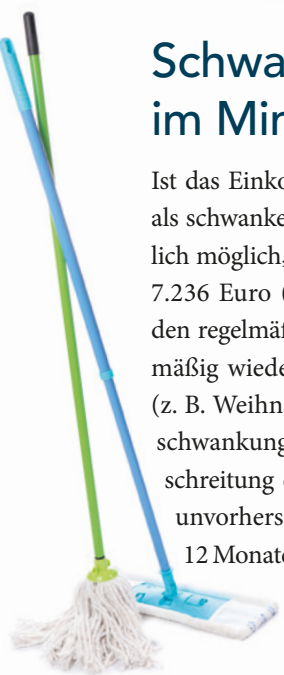 Schwa
im Min
Ist das Einko
als schwanke
lich möglich,
7.236 Euro (
den regelmäß
mäßig wiede
(z. B. Weihn
schwankung
schreitung
unvorhers
12 Monate